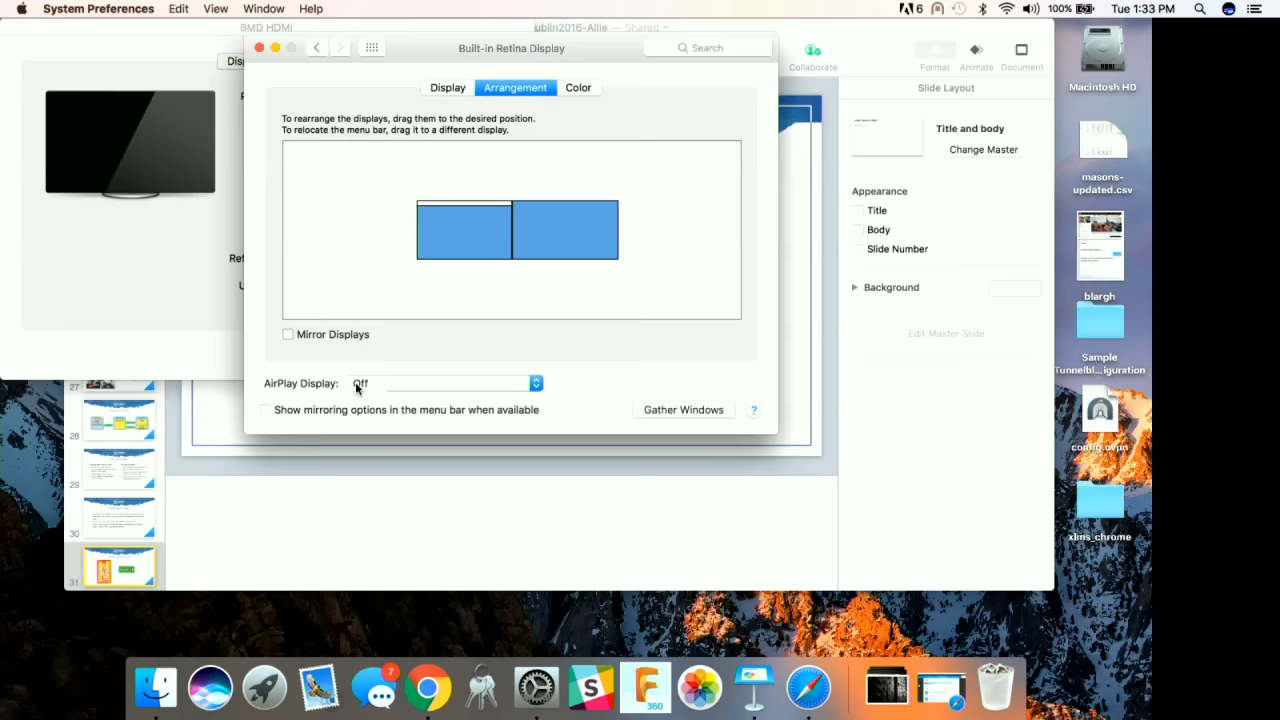 System Preferences Edit View Window Help
6
100%
Tue 1:33 PM
BMD HDMI
ublin2016-Allie — Shared
Built-in Retina Display
Search
Collaborate
Format
Animate
Document
Display
Arrangement
Color
Slide Layout
To rearrange the displays, drag them to the desired position.
To relocate the menu bar, drag it to a different display.
Title and body
Change Master
Appearance
Title
Body
Slide Number
Background
Edit Master Slide
Mirror Displays
AirPlay Display: Off
Show mirroring options in the menu bar when available
Gather Windows
?
27
28
29
30
31
Macintosh HD
masons-
updated.csv
blargh
Sample
Tunnelbl...iguration
config.ovpn
xlms_chrome
7
S
F
360